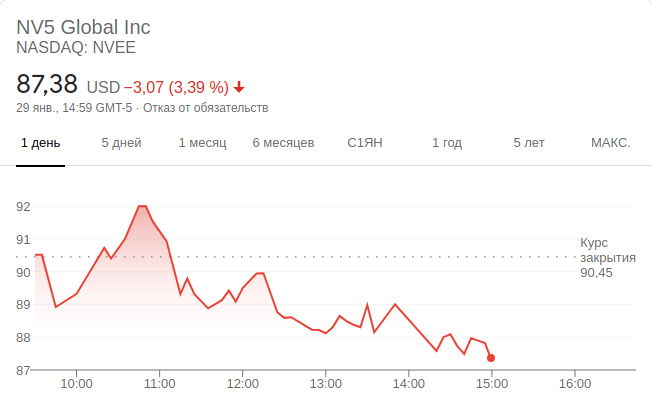 NV5 Global Inc
NASDAQ: NVEE
87,38 USD −3,07 (3,39 %)
29 янв., 14:59 GMT-5 · Отказ от обязательств
1 день 5 дней 1 месяц 6 месяцев С1ЯН 1 год 5 лет МАКС.
92
91
Курс
закрытия
90,45
90
89
88
87
10:00 11:00 12:00 13:00 14:00 15:00 16:00